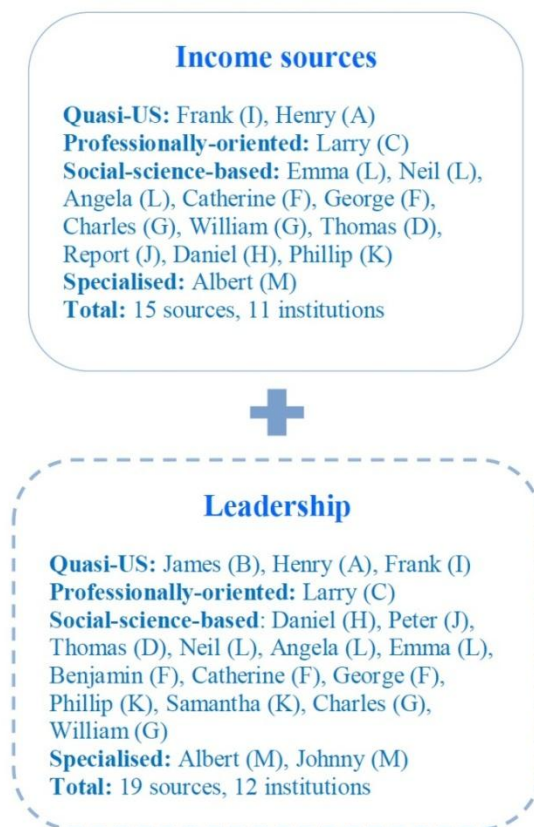 Income sources
Quasi-US: Frank (I), Henry (A)
Professionally-oriented: Larry (C)
Social-science-based: Emma (L), Neil (L),
Angela (L), Catherine (F), George (F),
Charles (G), William (G), Thomas (D),
Report (J), Daniel (H), Phillip (K)
Specialised: Albert (M)
Total: 15 sources, 11 institutions
Leadership
Quasi-US: James (B), Henry (A), Frank (I)
Professionally-oriented: Larry (C)
Social-science-based: Daniel (H), Peter (J),
Thomas (D), Neil (L), Angela (L), Emma (L),
Benjamin (F), Catherine (F), George (F),
Phillip (K), Samantha (K), Charles (G),
William (G)
Specialised: Albert (M), Johnny (M)
Total: 19 sources, 12 institutions